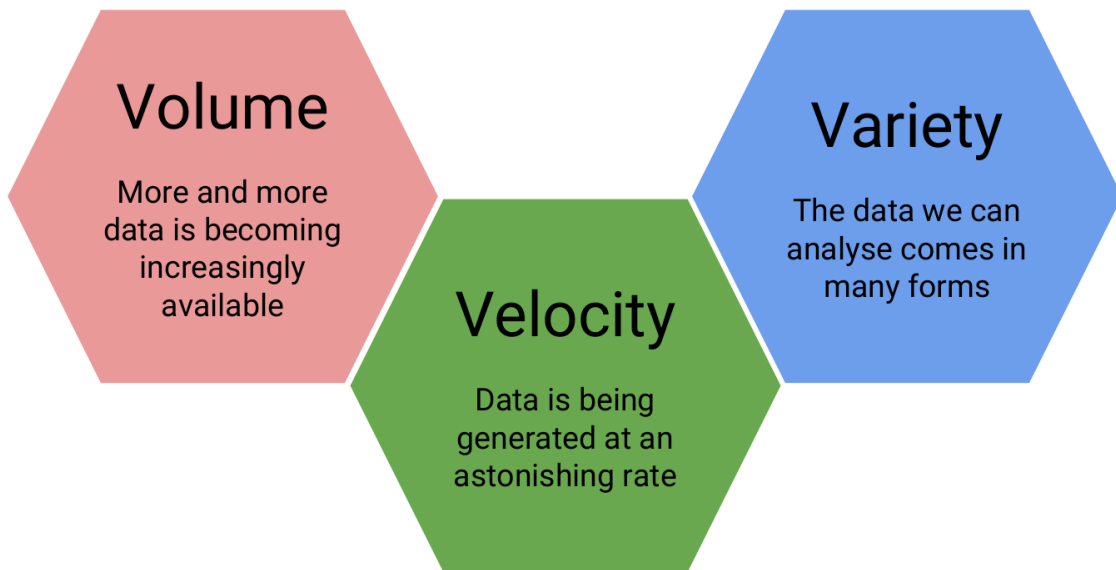 Volume
More and more
data is becoming
increasingly
available
Velocity
Data is being
generated at an
astonishing rate
Variety
The data we can
analyse comes in
many forms